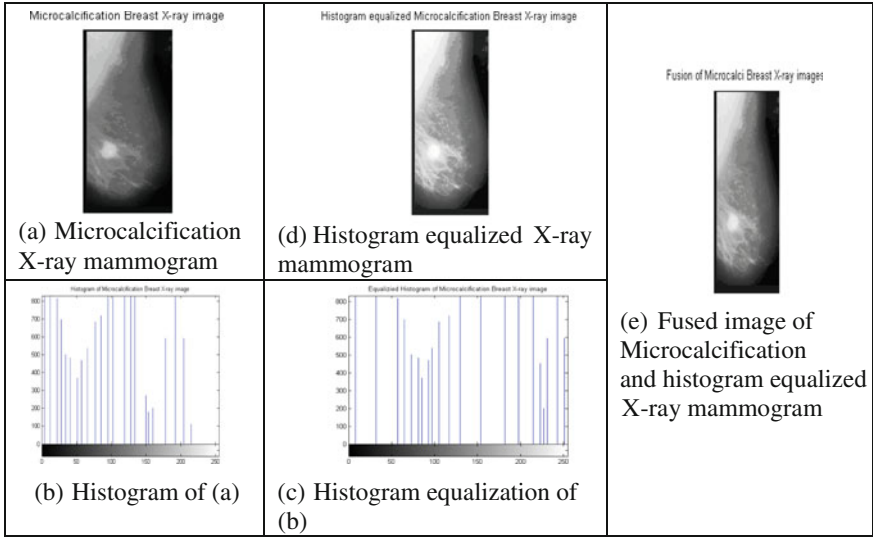 Microcalcification Breast X-ray image
(a) Microcalcification
X-ray mammogram
Histogram equalized Microcalcification Breast X-ray image
(d) Histogram equalized X-ray
mammogram
Fusion of Microcalci Breast X-ray images
(e) Fused image of
Microcalcification
and histogram equalized
X-ray mammogram
Histogram of Microcalcification Breast X-ray image
800
700
600
500
400
300
200
100
0
0 50 100 150 200 250
(b) Histogram of (a)
Equalized Histogram of Microcalcification Breast X-ray image
800
700
600
500
400
300
200
100
0
0 50 100 150 200 250
(c) Histogram equalization of
(b)